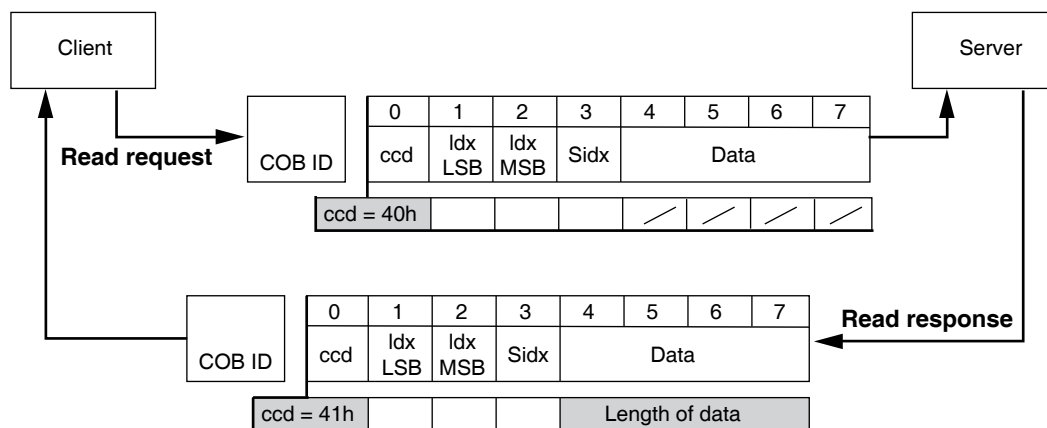 Client
Server
Read request
COB ID
0 1 2 3 4 5 6 7
ccd
Idx LSB
Idx MSB
Sidx
Data
ccd = 40h
Read response
COB ID
0 1 2 3 4 5 6 7
ccd
Idx LSB
Idx MSB
Sidx
Data
ccd = 41h
Length of data